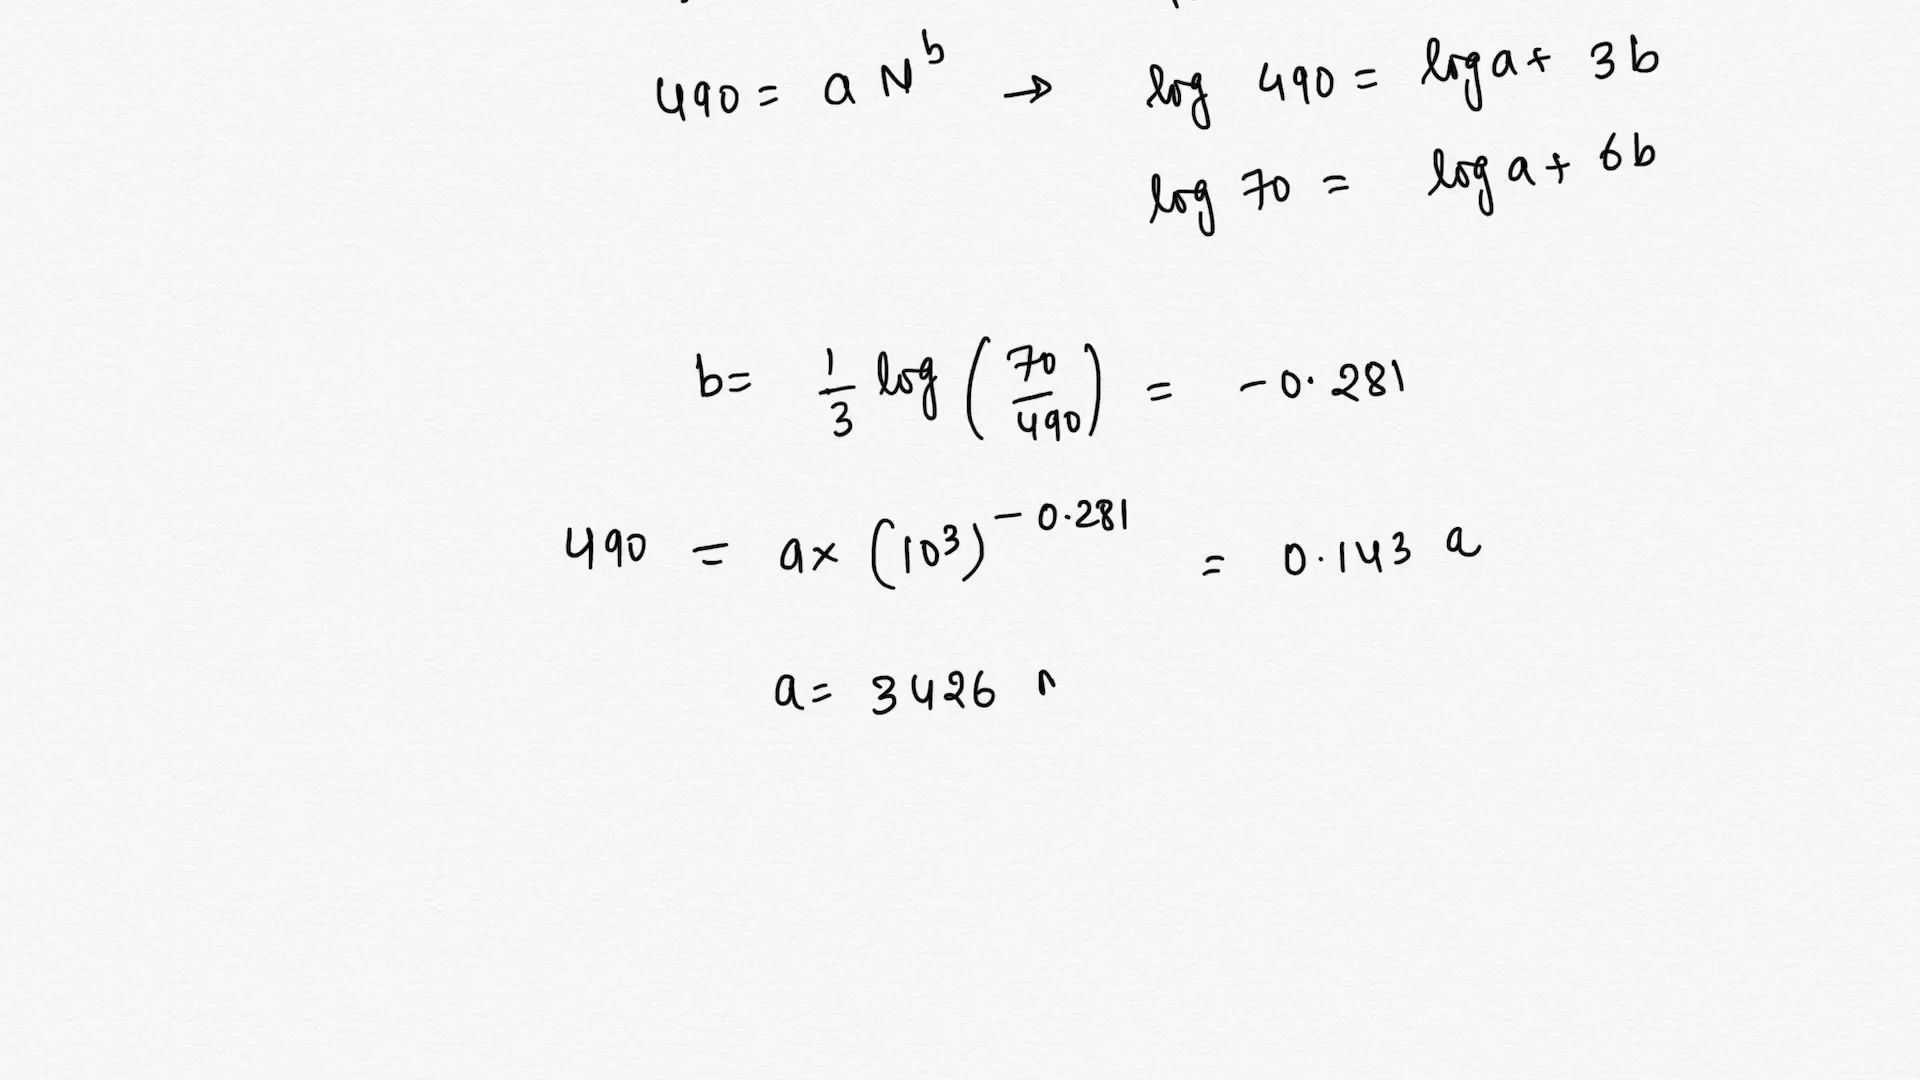 490 = a N^b → log 490 = log a + 3b
log 70 = log a + 6b
b = 1/3 log (70/490) = -0.281
490 = a x (10^3)^-0.281 = 0.143 a
a = 3426